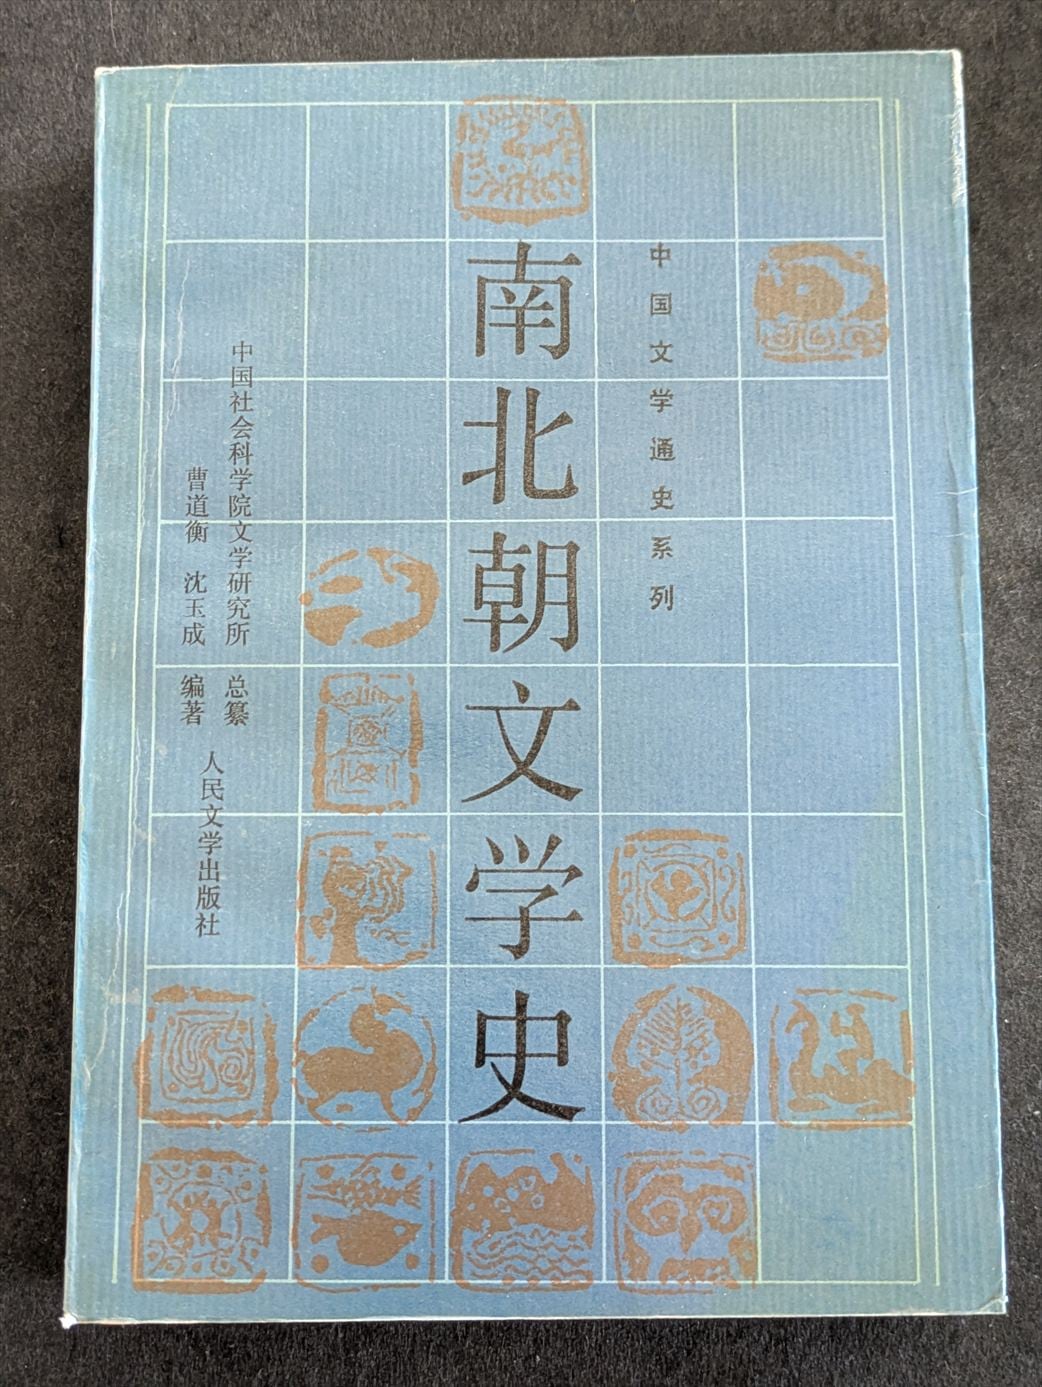 中国文学通史系列
南北朝文学史
中国社会科学院文学研究所 总纂
曹道衡 沈玉成 编著
人民文学出版社